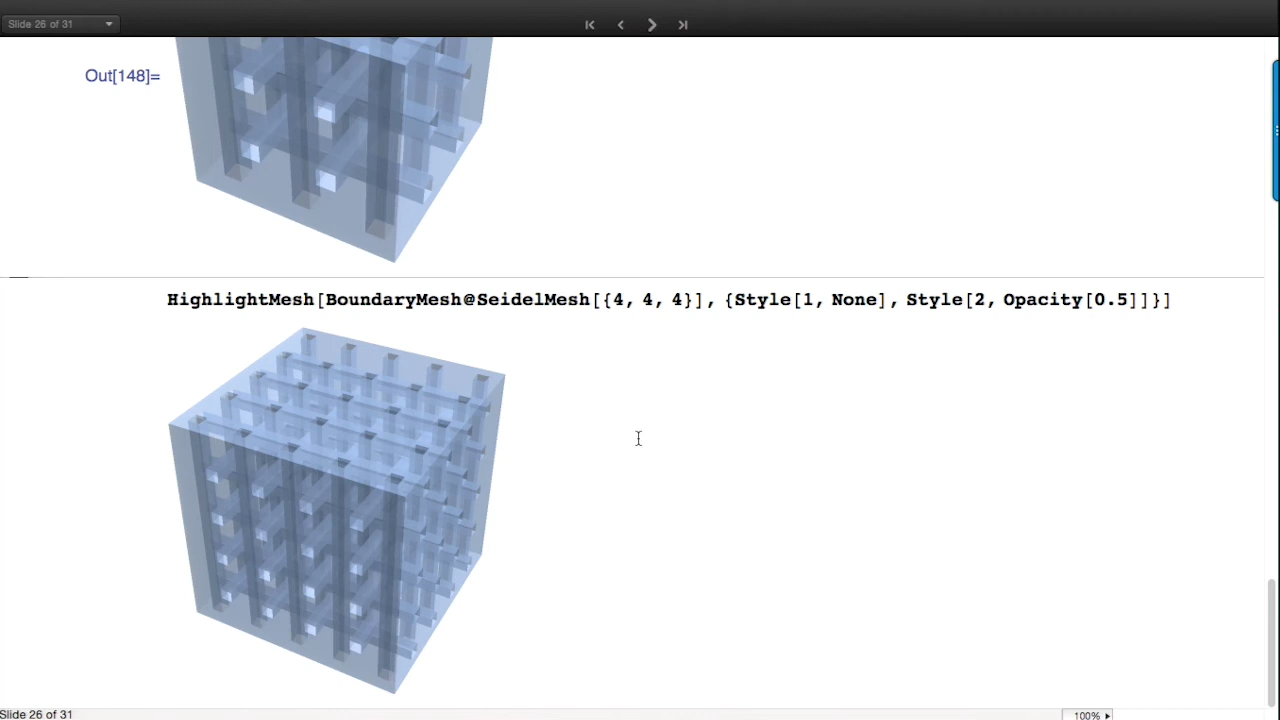 Slide 26 of 31
Out[148]=
HighlightMesh[BoundaryMesh@SeidelMesh[{4, 4, 4}], {Style[1, None], Style[2, Opacity[0.5]]}]
Slide 26 of 31
100%